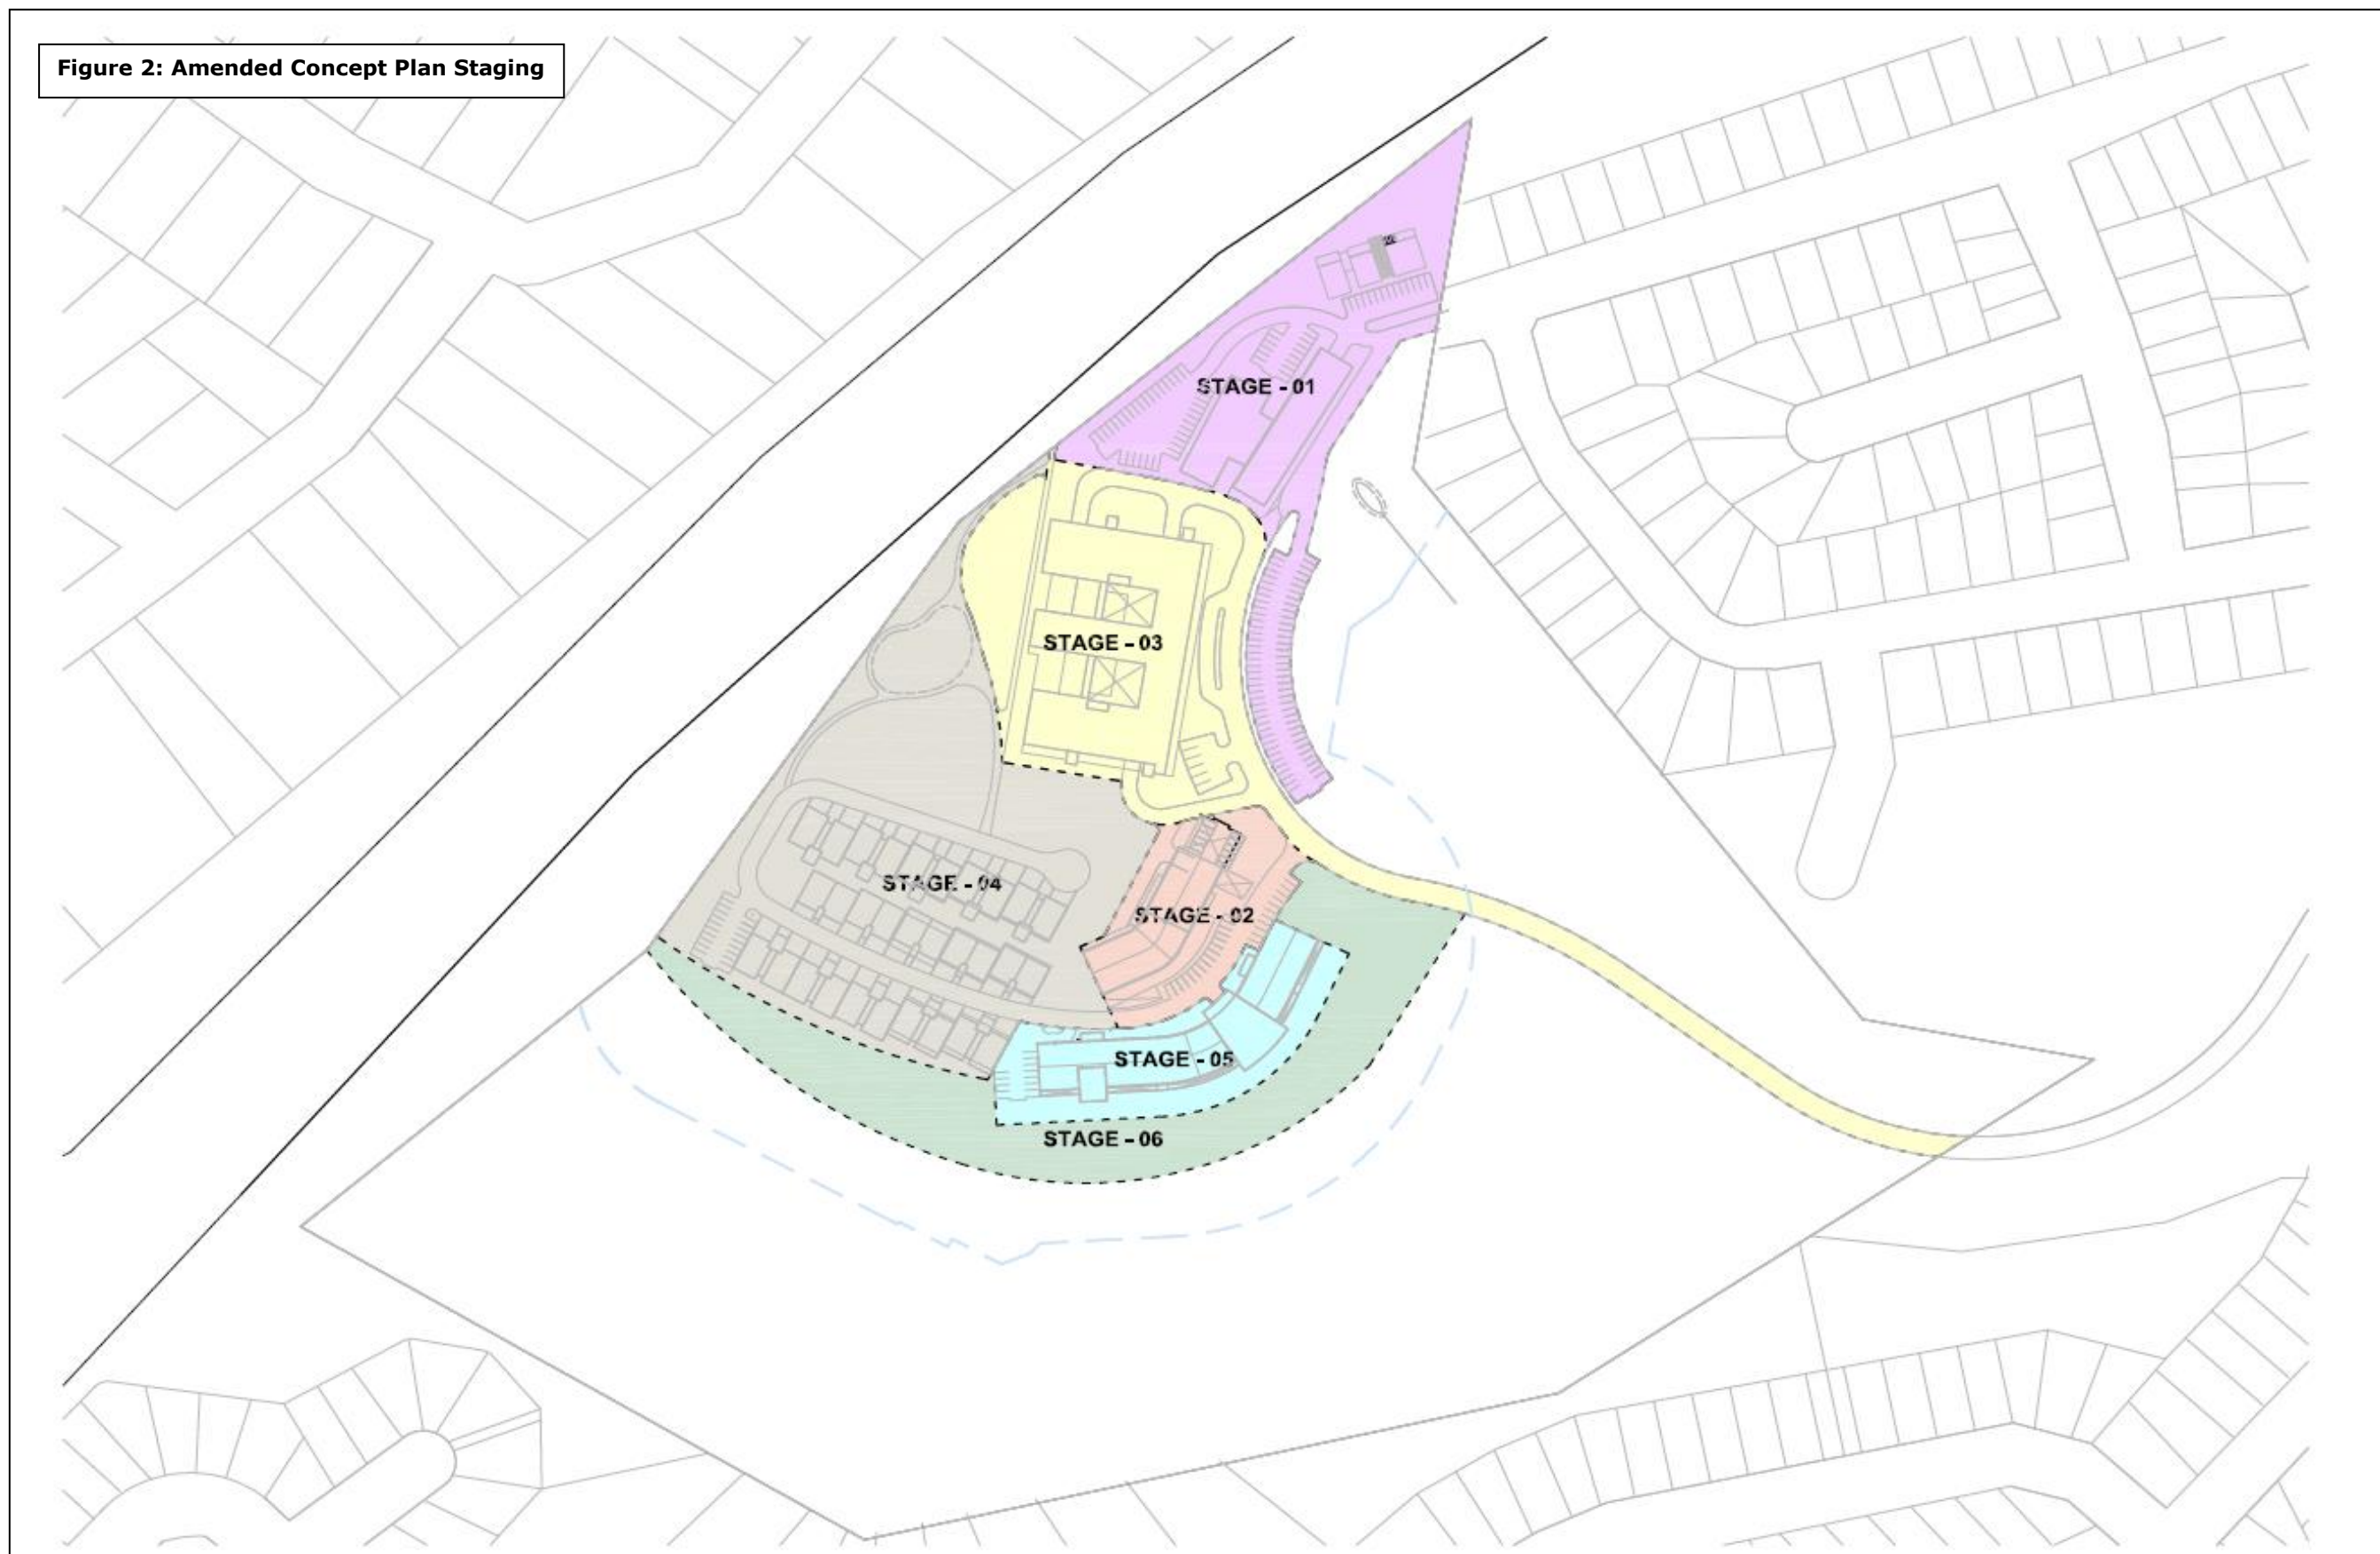 Figure 2: Amended Concept Plan Staging
STAGE - 01
STAGE - 03
STAGE - 04
STAGE - 02
STAGE - 05
STAGE - 06